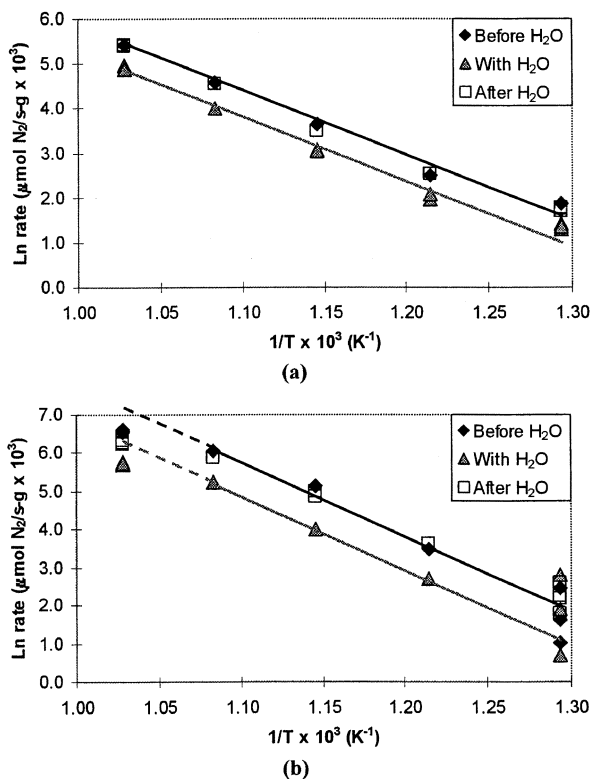 6.0
5.0
4.0
3.0
2.0
1.0
0.0
Ln rate (μmol N₂/s-g x 10³)
◆ Before H₂O
▲ With H₂O
□ After H₂O
1.00 1.05 1.10 1.15 1.20 1.25 1.30
1/T x 10³ (K⁻¹)
(a)
7.0
6.0
5.0
4.0
3.0
2.0
1.0
0.0
Ln rate (μmol N₂/s-g x 10³)
◆ Before H₂O
▲ With H₂O
□ After H₂O
1.00 1.05 1.10 1.15 1.20 1.25 1.30
1/T x 10³ (K⁻¹)
(b)